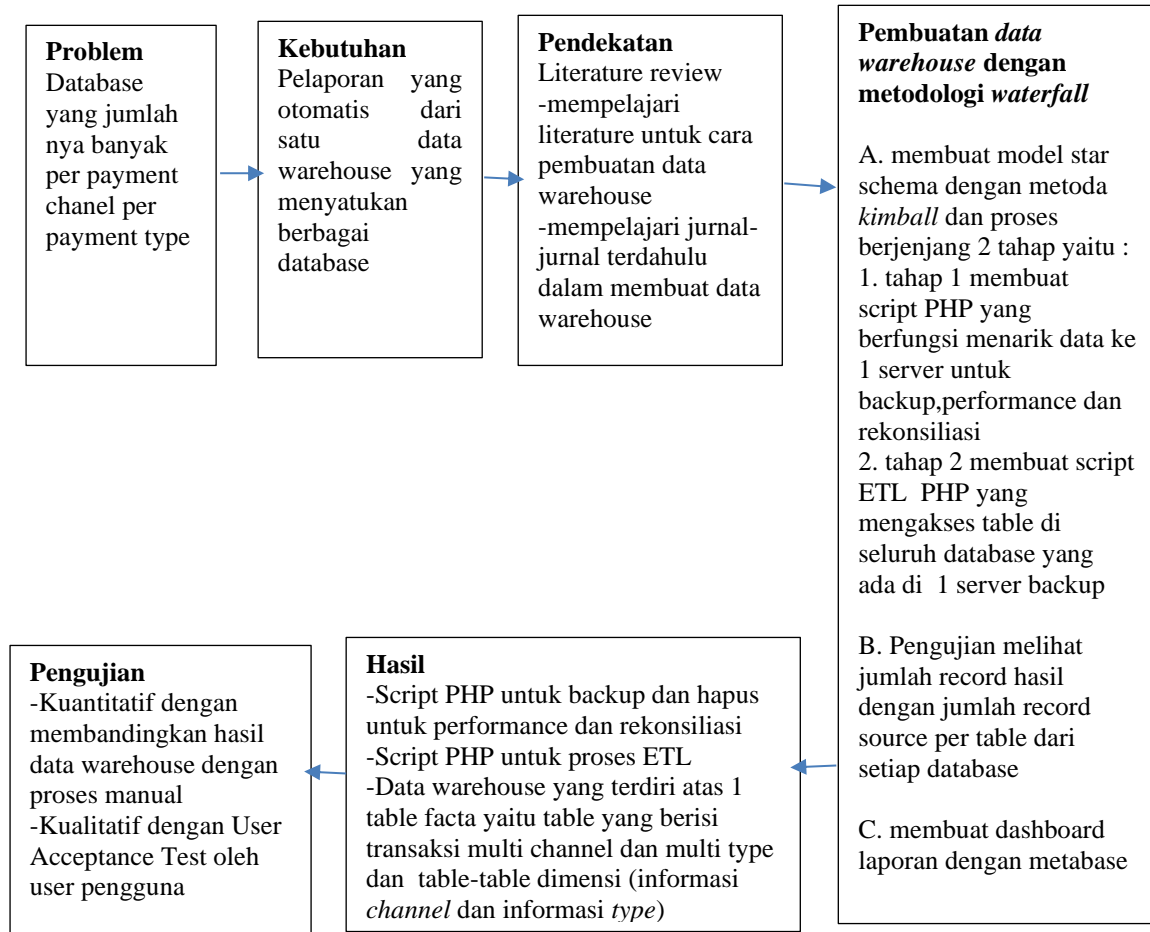 Problem
Database
yang jumlah
nya banyak
per payment
chanel per
payment type
Kebutuhan
Pelaporan yang
otomatis dari
satu data
warehouse yang
menyatukan
berbagai
database
Pendekatan
Literature review
-mempelajari
literature untuk cara
pembuatan data
warehouse
-mempelajari jurnal-
jurnal terdahulu
dalam membuat data
warehouse
Pembuatan data
warehouse dengan
metodologi waterfall
A. membuat model star
schema dengan metoda
kimball dan proses
berjenjang 2 tahap yaitu :
1. tahap 1 membuat
script PHP yang
berfungsi menarik data ke
1 server untuk
backup,performance dan
rekonsiliasi
2. tahap 2 membuat script
ETL PHP yang
mengakses table di
seluruh database yang
ada di 1 server backup
B. Pengujian melihat
jumlah record hasil
dengan jumlah record
source per table dari
setiap database
C. membuat dashboard
laporan dengan metabase
Hasil
-Script PHP untuk backup dan hapus
untuk performance dan rekonsiliasi
-Script PHP untuk proses ETL
-Data warehouse yang terdiri atas 1
table facta yaitu table yang berisi
transaksi multi channel dan multi type
dan table-table dimensi (informasi
channel dan informasi type)
Pengujian
-Kuantitatif dengan
membandingkan hasil
data warehouse dengan
proses manual
-Kualitatif dengan User
Acceptance Test oleh
user pengguna